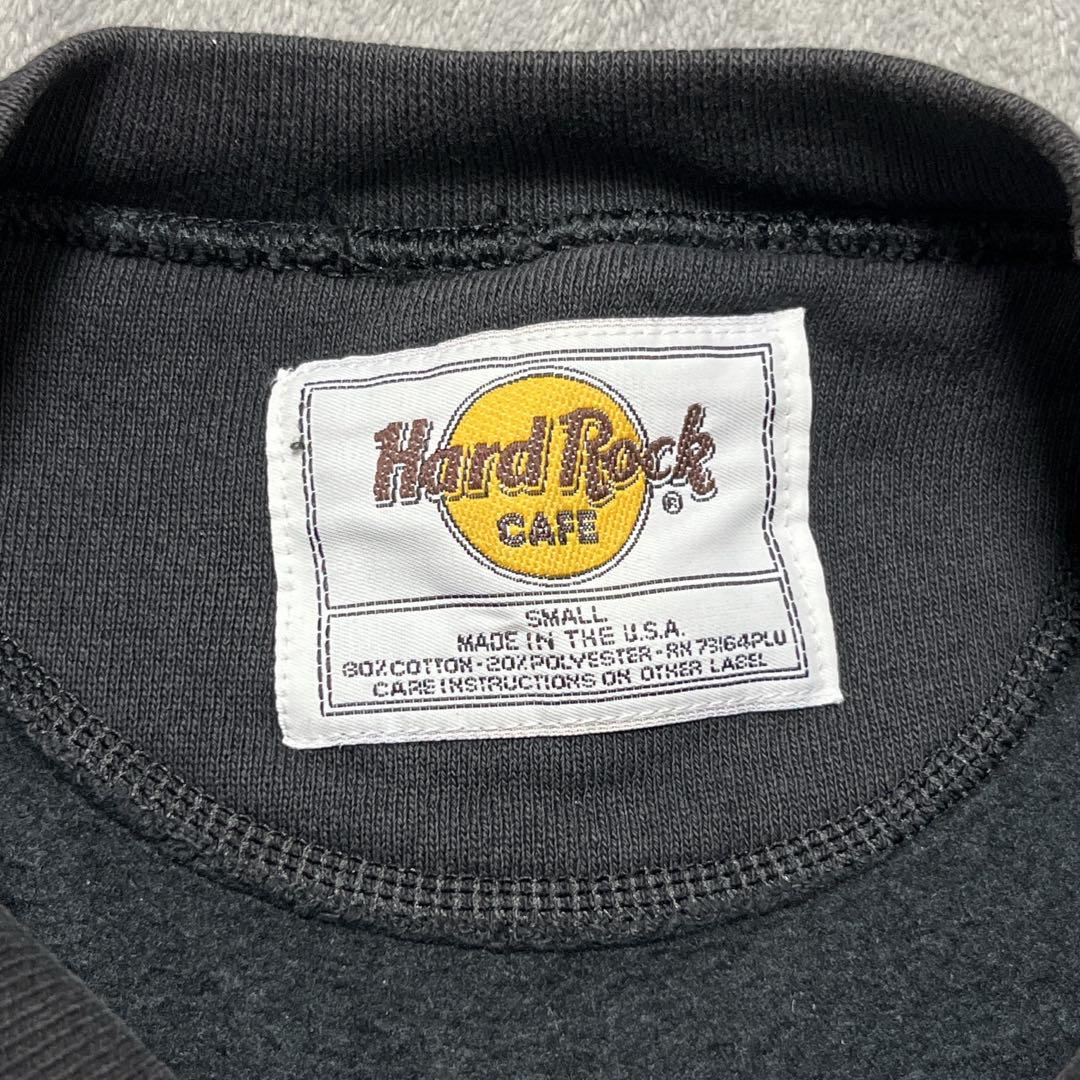 Hard Rock
CAFE
®
SMALL
MADE IN THE U.S.A.
80% COTTON - 20% POLYESTER - RN 73164PLU
CARE INSTRUCTIONS ON OTHER LABEL